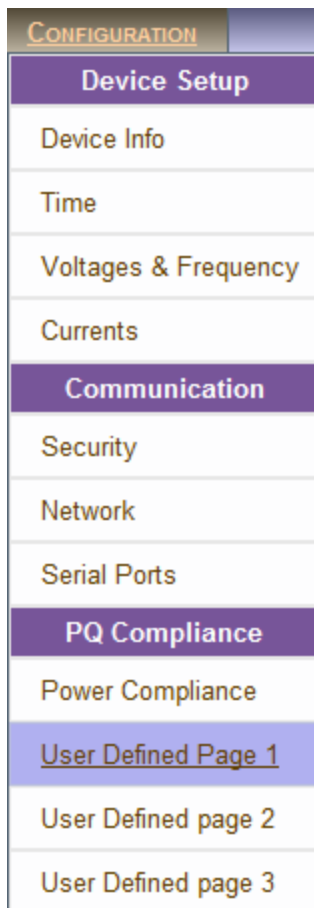 CONFIGURATION
Device Setup
Device Info
Time
Voltages & Frequency
Currents
Communication
Security
Network
Serial Ports
PQ Compliance
Power Compliance
User Defined Page 1
User Defined page 2
User Defined page 3